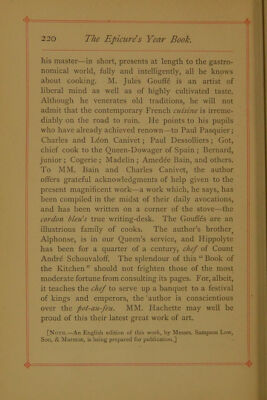 220 The Epicure's Year Book.
his master—in short, presents at length to the gastro-
nomical world, fully and intelligently, all he knows
about cooking. M. Jules Gouffé is an artist of
liberal mind as well as of highly cultivated taste.
Although he venerates old traditions, he will not
admit that the contemporary French cuisine is irreme-
diably on the road to ruin. He points to his pupils
who have already achieved renown—to Paul Pasquier;
Charles and Léon Canivet; Paul Dessolliers; Got,
chief cook to the Queen-Dowager of Spain; Bernard,
junior; Cogerie; Madelin; Amedée Bain, and others.
To MM. Bain and Charles Canivet, the author
offers grateful acknowledgments of help given to the
present magnificent work—a work which, he says, has
been compiled in the midst of their daily avocations,
and has been written on a corner of the stove—the
cordon bleu's true writing-desk. The Gouffés are an
illustrious family of cooks. The author's brother,
Alphonse, is in our Queen's service, and Hippolyte
has been for a quarter of a century, chef of Count
André Schouvaloff. The splendour of this "Book of
the Kitchen" should not frighten those of the most
moderate fortune from consulting its pages. For, albeit,
it teaches the chef to serve up a banquet to a festival
of kings and emperors, the author is conscientious
over the pot-au-feu. MM. Hachette may well be
proud of this their latest great work of art.
[NOTE.—An English edition of this work, by Messrs. Sampson Low,
Son, & Marston, is being prepared for publication.]